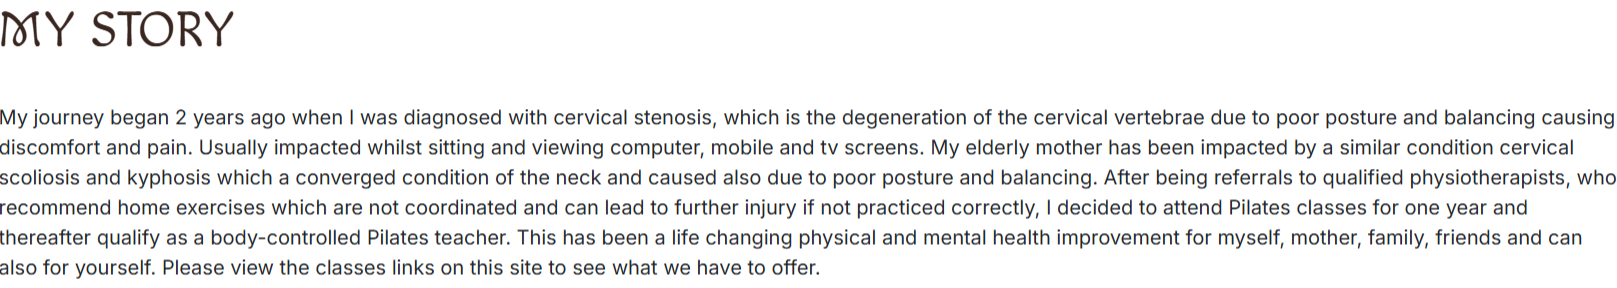 MY STORY
My journey began 2 years ago when I was diagnosed with cervical stenosis, which is the degeneration of the cervical vertebrae due to poor posture and balancing causing
discomfort and pain. Usually impacted whilst sitting and viewing computer, mobile and tv screens. My elderly mother has been impacted by a similar condition cervical
scoliosis and kyphosis which a converged condition of the neck and caused also due to poor posture and balancing. After being referrals to qualified physiotherapists, who
recommend home exercises which are not coordinated and can lead to further injury if not practiced correctly, I decided to attend Pilates classes for one year and
thereafter qualify as a body-controlled Pilates teacher. This has been a life changing physical and mental health improvement for myself, mother, family, friends and can
also for yourself. Please view the classes links on this site to see what we have to offer.